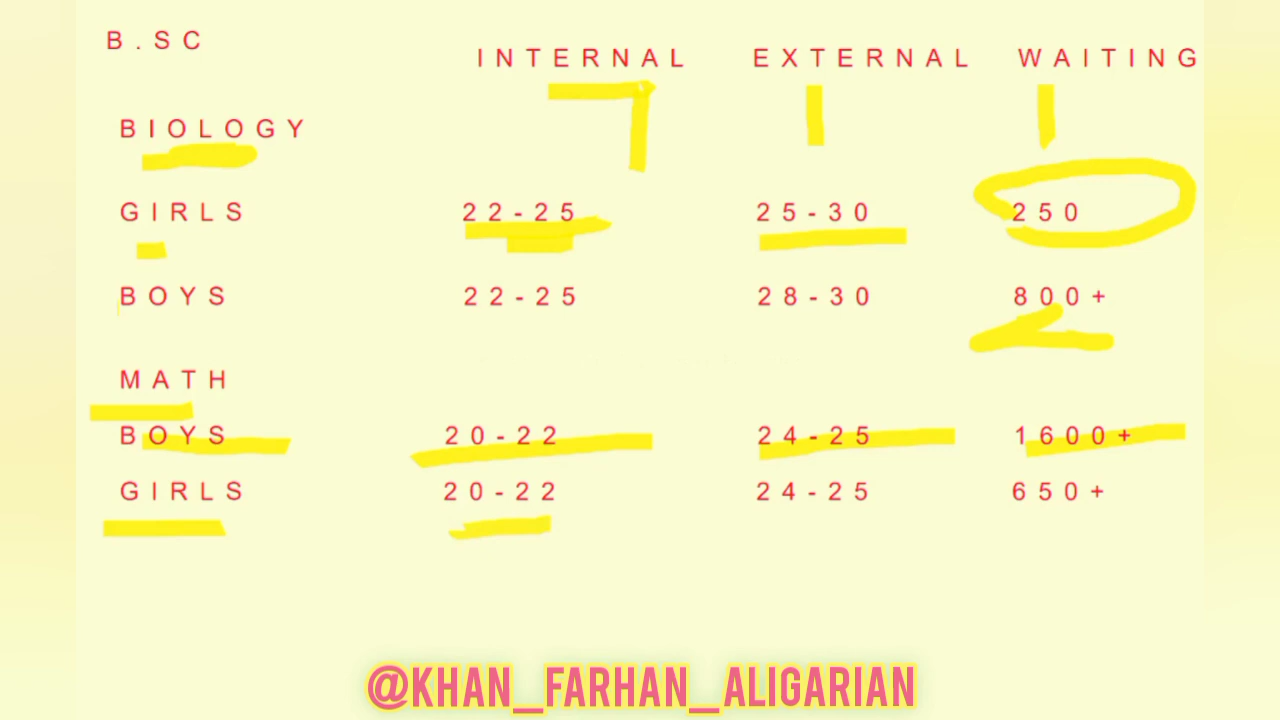 B.SC
INTERNAL EXTERNAL WAITING
BIOLOGY
GIRLS 22-25 25-30 250
BOYS 22-25 28-30 800+
MATH
BOYS 20-22 24-25 1600+
GIRLS 20-22 24-25 650+
@KHAN_FARHAN_ALIGARIAN